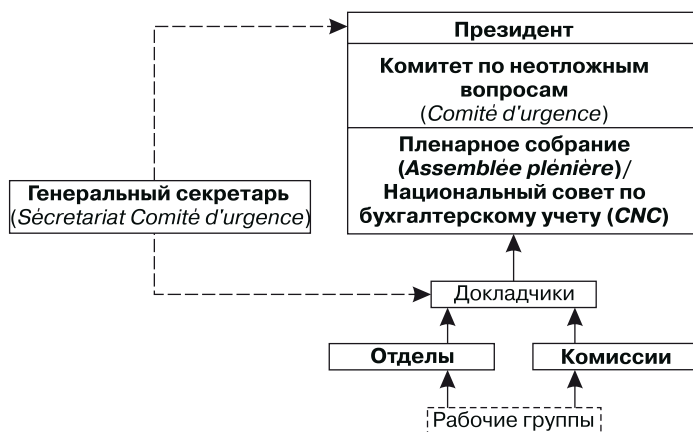 Президент
Комитет по неотложным
вопросам
(Comité d'urgence)
Пленарное собрание
(Assemblée plénière)/
Национальный совет по
бухгалтерскому учету (CNC)
Генеральный секретарь
(Sécretariat Comité d'urgence)
Докладчики
Отделы
Комиссии
Рабочие группы